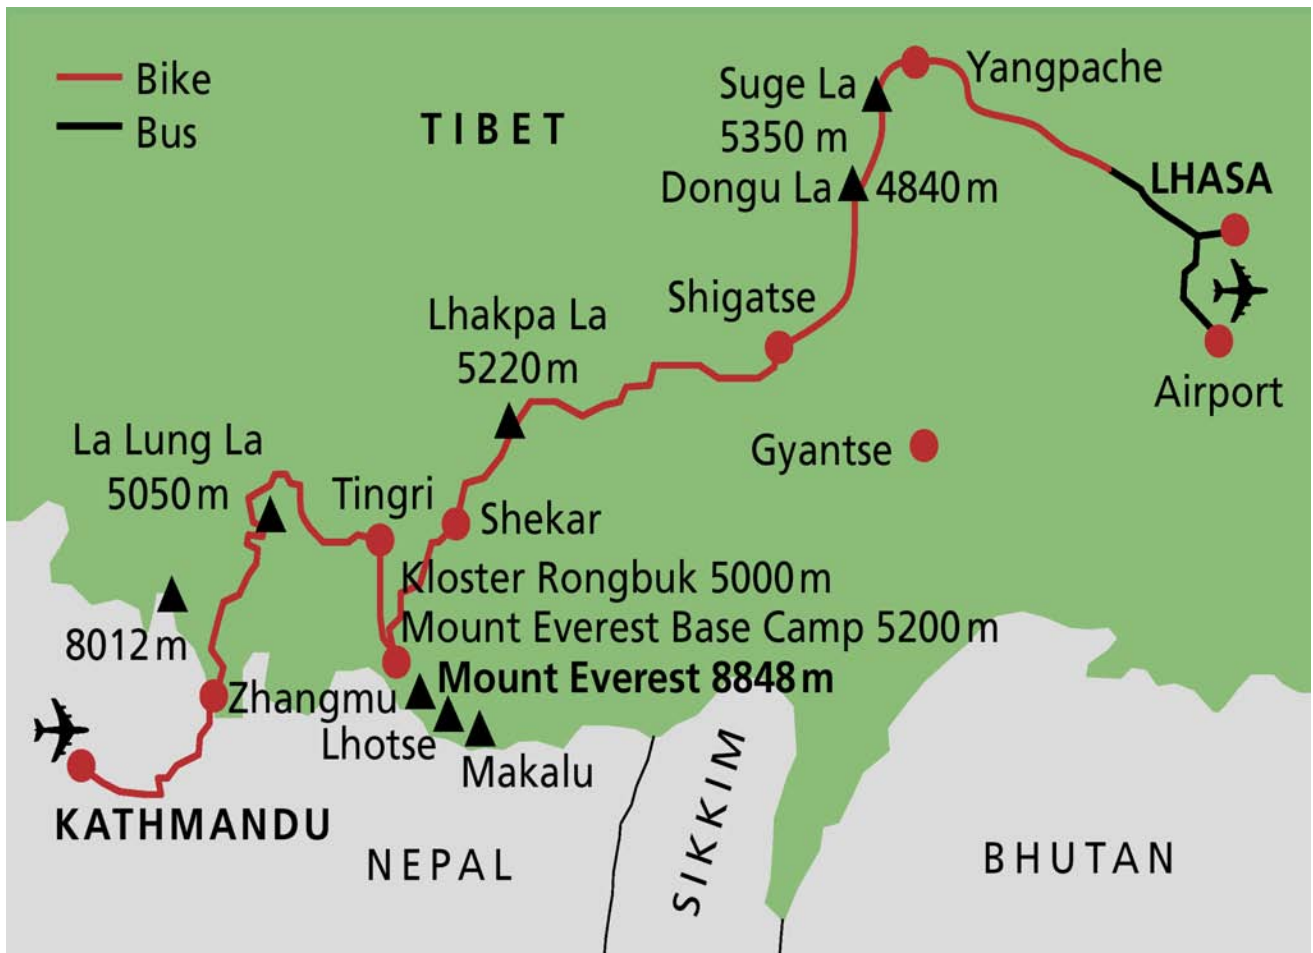 Bike
Bus
TIBET
Suge La
5350 m
Yangpache
Dongu La
4840 m
LHASA
Shigatse
Lhakpa La
5220 m
Airport
La Lung La
5050 m
Tingri
Gyantse
Shekar
Kloster Rongbuk 5000 m
Mount Everest Base Camp 5200 m
8012 m
Mount Everest 8848 m
Zhangmu
Lhotse
Makalu
KATHMANDU
NEPAL
SIKKIM
BHUTAN